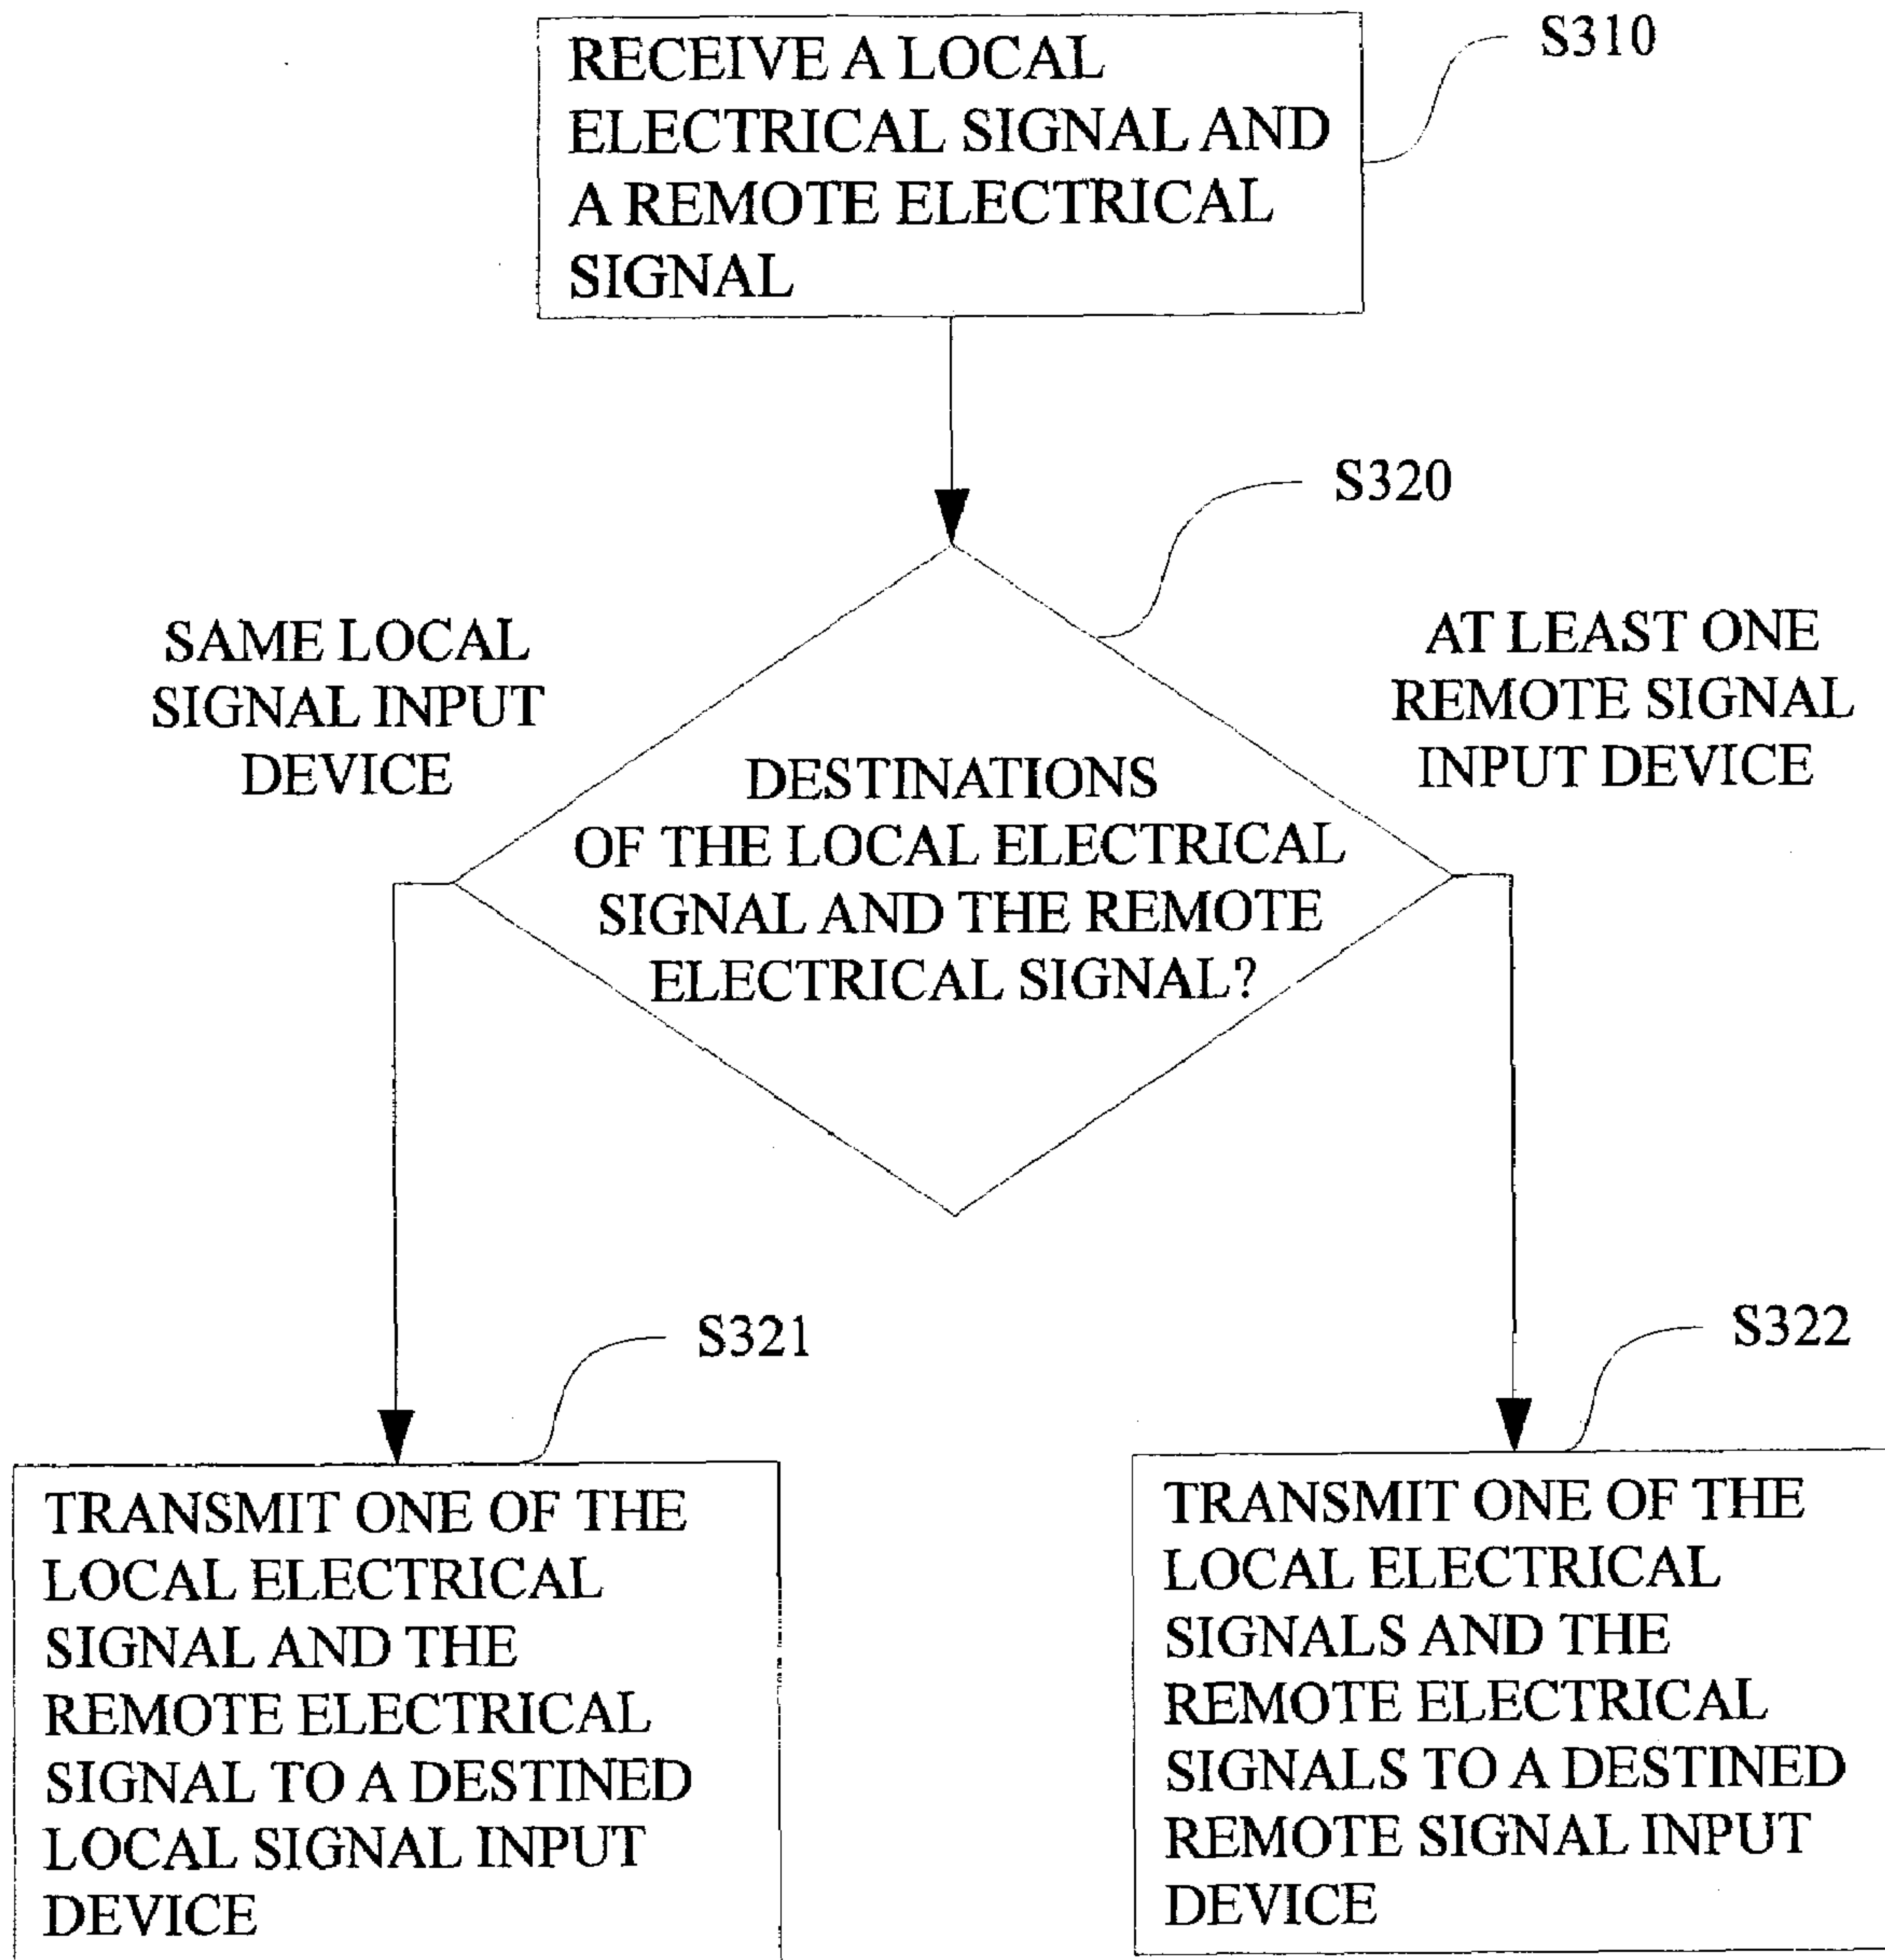 RECEIVE A LOCAL
ELECTRICAL SIGNAL AND
A REMOTE ELECTRICAL
SIGNAL
S310
S320
SAME LOCAL
SIGNAL INPUT
DEVICE
AT LEAST ONE
REMOTE SIGNAL
INPUT DEVICE
DESTINATIONS
OF THE LOCAL ELECTRICAL
SIGNAL AND THE REMOTE
ELECTRICAL SIGNAL?
S321
TRANSMIT ONE OF THE
LOCAL ELECTRICAL
SIGNAL AND THE
REMOTE ELECTRICAL
SIGNAL TO A DESTINED
LOCAL SIGNAL INPUT
DEVICE
S322
TRANSMIT ONE OF THE
LOCAL ELECTRICAL
SIGNALS AND THE
REMOTE ELECTRICAL
SIGNALS TO A DESTINED
REMOTE SIGNAL INPUT
DEVICE